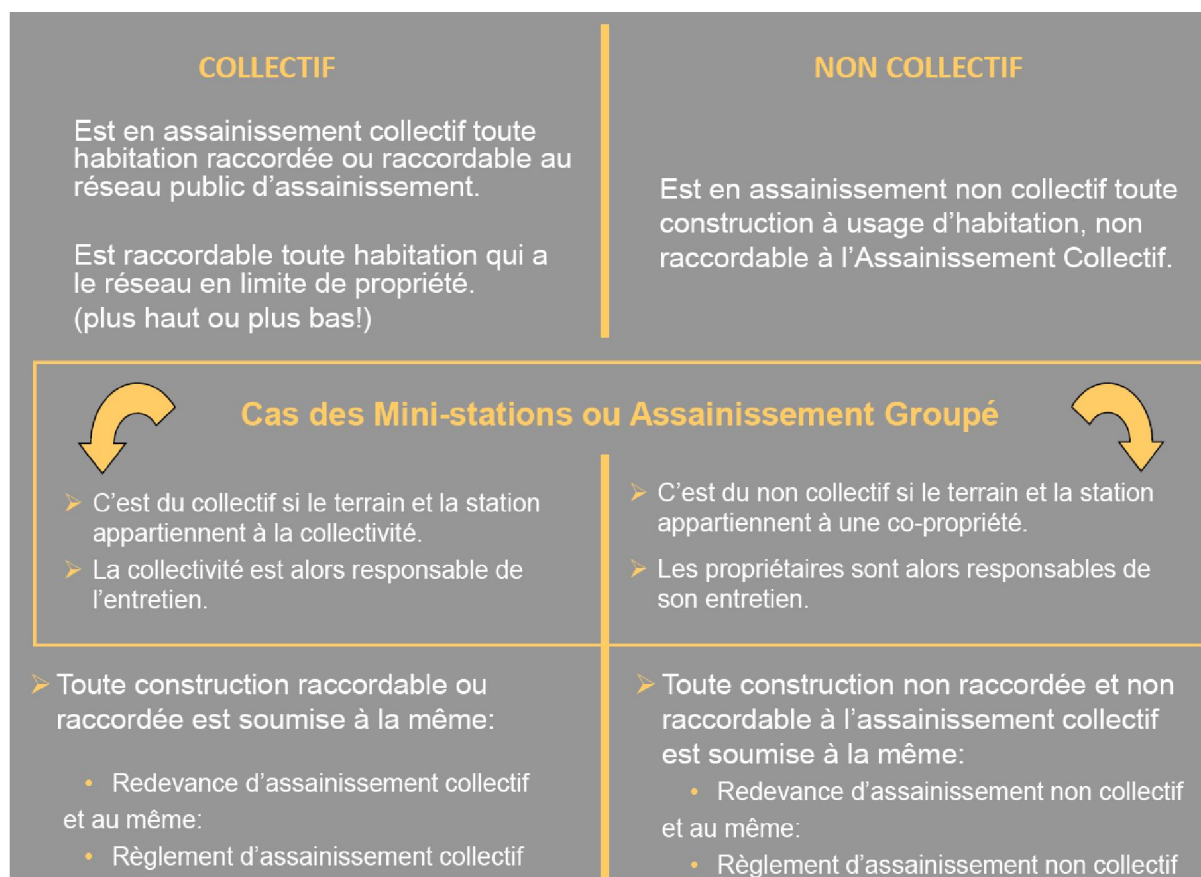 COLLECTIF
Est en assainissement collectif toute
habitation raccordée ou raccordable au
réseau public d'assainissement.
Est raccordable toute habitation qui a
le réseau en limite de propriété.
(plus haut ou plus bas!)
NON COLLECTIF
Est en assainissement non collectif toute
construction à usage d'habitation, non
raccordable à l'Assainissement Collectif.
Cas des Mini-stations ou Assainissement Groupé
➢ C'est du collectif si le terrain et la station
appartiennent à la collectivité.
➢ La collectivité est alors responsable de
l'entretien.
➢ C'est du non collectif si le terrain et la station
appartiennent à une co-propriété.
➢ Les propriétaires sont alors responsables de
son entretien.
➢ Toute construction raccordable ou
raccordée est soumise à la même:
• Redevance d'assainissement collectif
et au même:
• Règlement d'assainissement collectif
➢ Toute construction non raccordée et non
raccordable à l'assainissement collectif
est soumise à la même:
• Redevance d'assainissement non collectif
et au même:
• Règlement d'assainissement non collectif